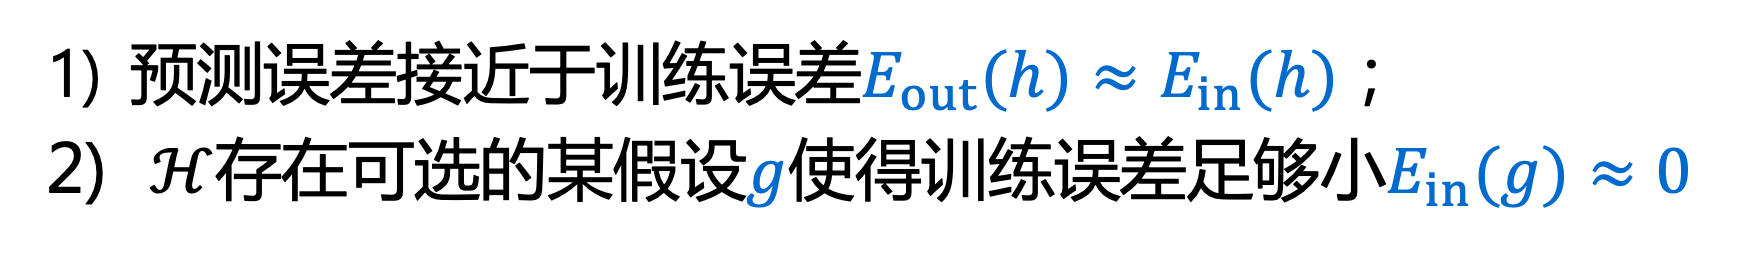 1) 预测误差接近于训练误差E_out(h) ≈ E_in(h)；
2) ℋ存在可选的某假设g使得训练误差足够小E_in(g) ≈ 0